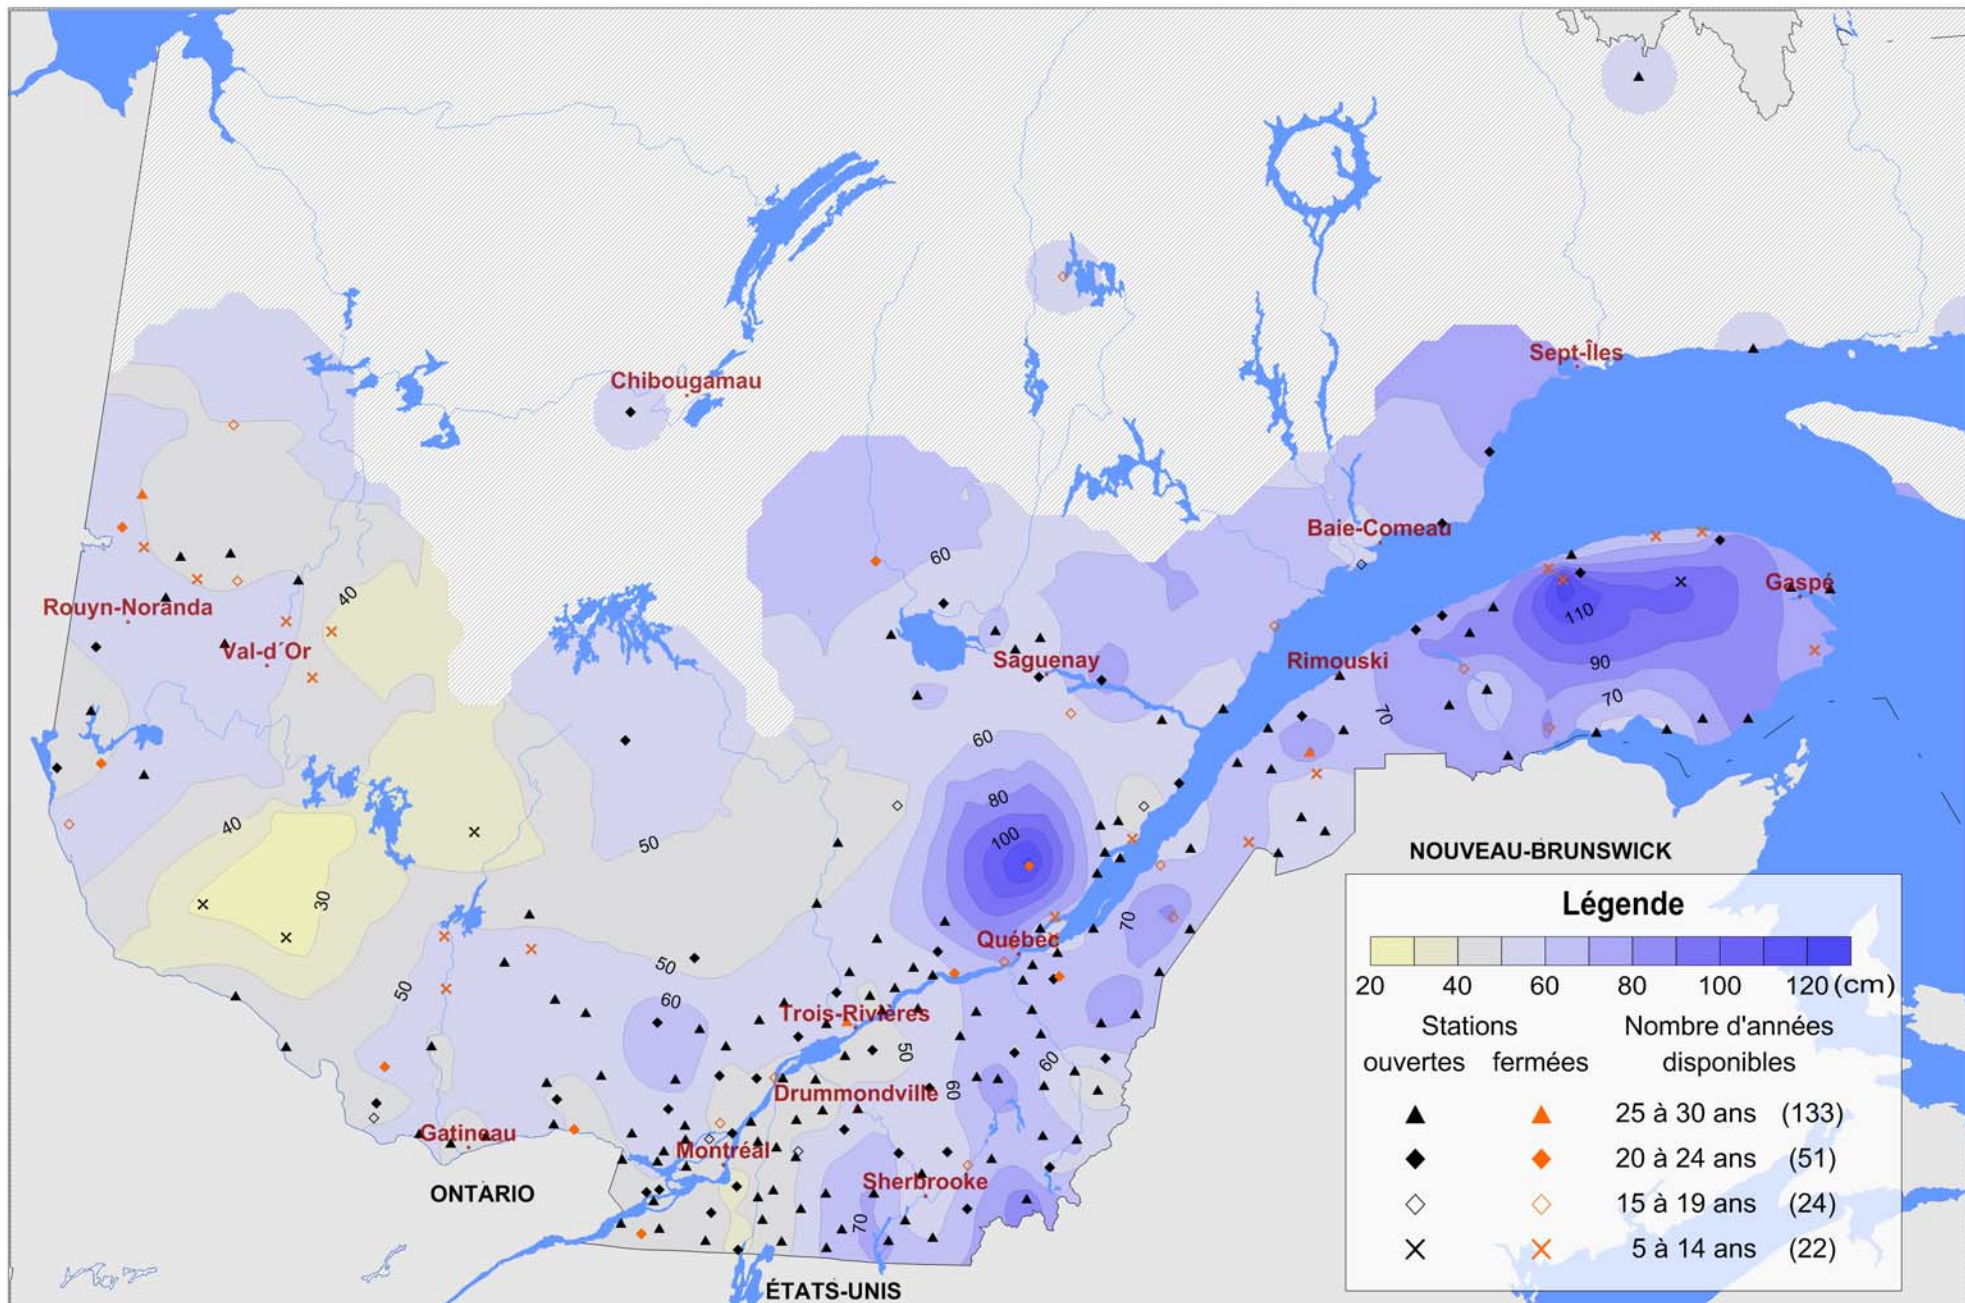 Sept-Îles
Chibougamau
Baie-Comeau
60
Gaspé
40
Rouyn-Noranda
110
Val-d´Or
Saguenay
Rimouski
90
70
70
60
80
40
50
100
NOUVEAU-BRUNSWICK
30
Légende
70
Québec
50
50
60
20 40 60 80 100 120 (cm)
Trois-Rivières
Stations
Nombre d'années
ouvertes fermées
disponibles
50
60
Drummondville
60
25 à 30 ans (133)
Gatineau
Montréal
20 à 24 ans (51)
Sherbrooke
ONTARIO
15 à 19 ans (24)
70
5 à 14 ans (22)
ÉTATS-UNIS